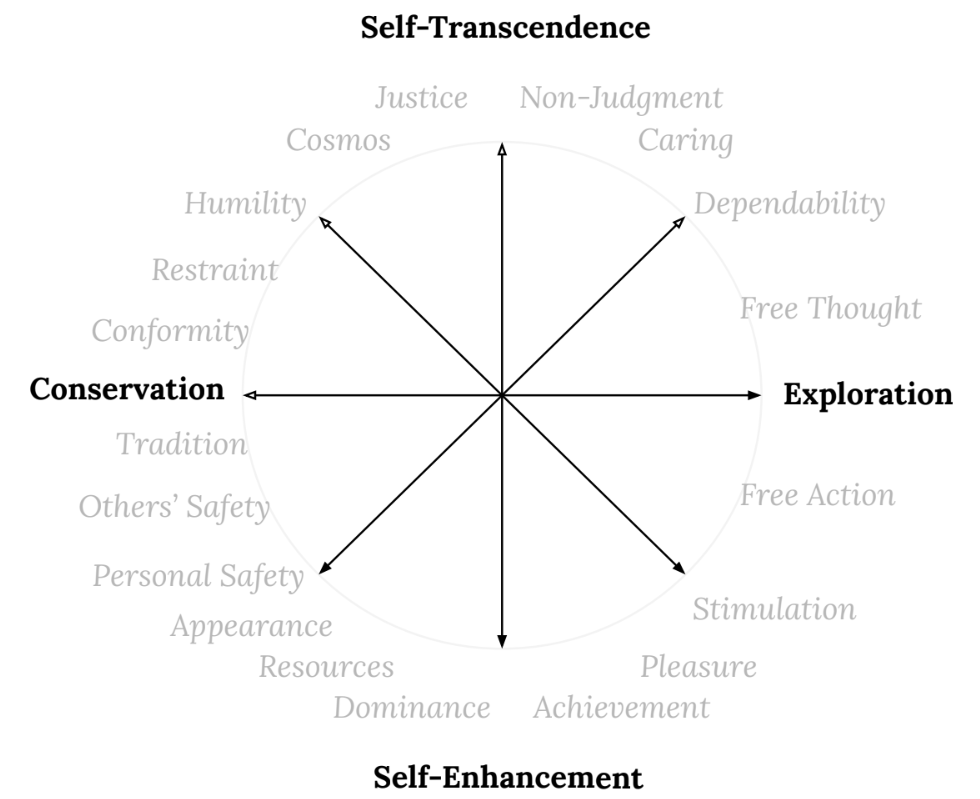 Self-Transcendence
Justice Non-Judgment
Cosmos Caring
Humility Dependability
Restraint
Free Thought
Conformity
Conservation Exploration
Tradition
Free Action
Others’ Safety
Personal Safety
Stimulation
Appearance
Resources Pleasure
Dominance Achievement
Self-Enhancement